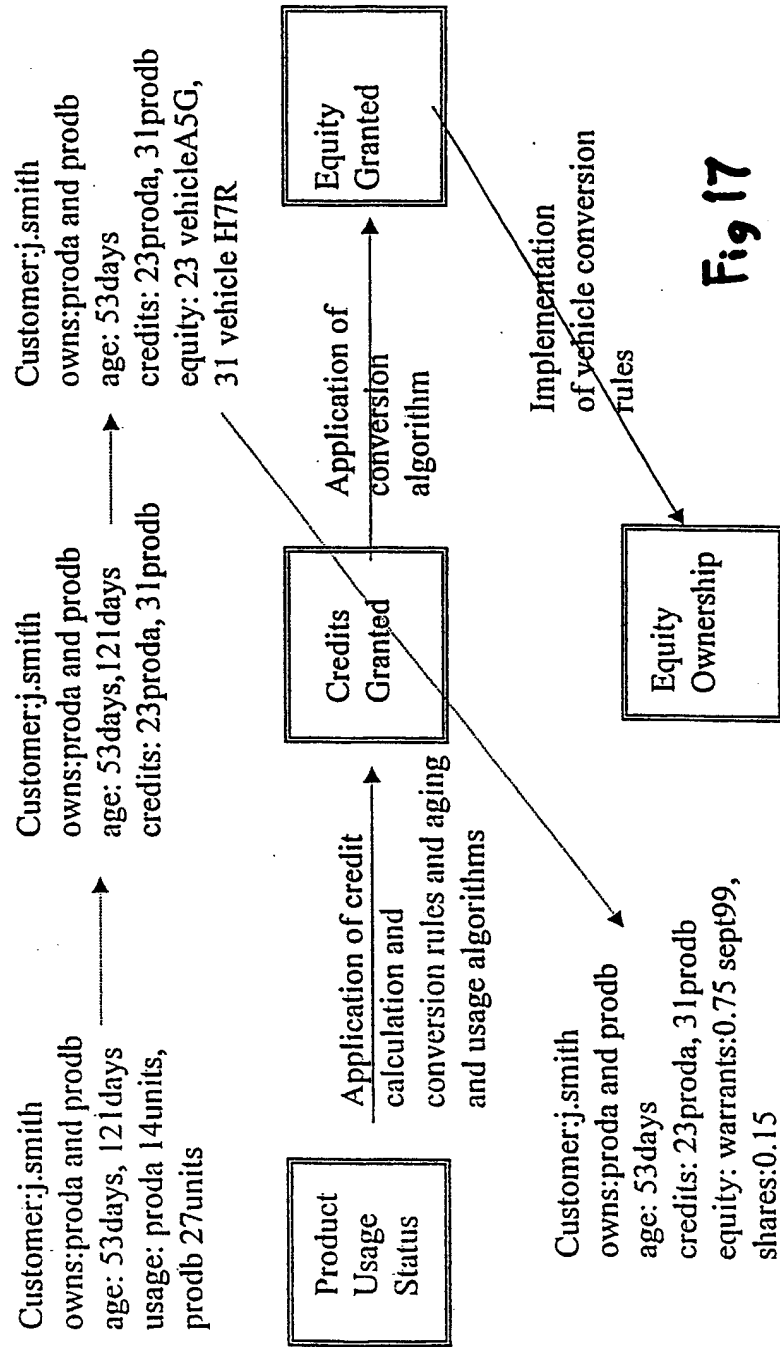 Customer:j.smith
owns:proda and prodb
age: 53days, 121days
usage: proda 14units,
prodb 27units
Customer:j.smith
owns:proda and prodb
age: 53days,121days
credits: 23proda, 31prodb
Customer:j.smith
owns:proda and prodb
age: 53days
credits: 23proda, 31prodb
equity: 23 vehicleA5G,
31 vehicle H7R
Product
Usage
Status
Application of credit
calculation and
conversion rules and aging
and usage algorithms
Credits
Granted
Application of
conversion
algorithm
Equity
Granted
Customer:j.smith
owns:proda and prodb
age: 53days
credits: 23proda, 31prodb
equity: warrants:0.75 sept99,
shares:0.15
Equity
Ownership
Implementation
of vehicle conversion
rules
Fig 17